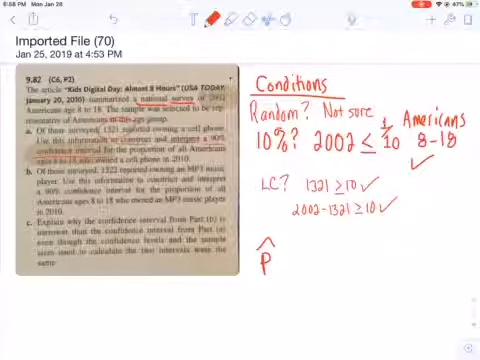 6:58 PM Mon Jan 28
Imported File (70)
Jan 25, 2019 at 4:53 PM
9.82 (C6, P2)
The article "Kids Digital Day: Almost 8 Hours" (USA TODAY,
January 20, 2010) summarized a national survey of 2002
Americans age 8 to 18. The sample was selected to be rep-
resentative of Americans in this age group.
a. Of those surveyed, 1321 reported owning a cell phone.
Use this information to construct and interpret a 90%
confidence interval for the proportion of all Americans
age 8 to 18 who owned a cell phone in 2010.
b. Of those surveyed, 1522 reported owning an MP3 music
player. Use this information to construct and interpret
a 90% confidence interval for the proportion of all
Americans age 8 to 18 who owned an MP3 music player
in 2010.
c. Explain why the confidence interval from Part (b) is
narrower than the confidence interval from Part (a)
even though the confidence levels and the sample
sizes used to calculate the two intervals were the
same.
Conditions
Random? Not sure
10%? 2002 ≤ 1/10 Americans 8-18 ✓
LC? 1321 ≥ 10 ✓
2002-1321 ≥ 10 ✓
p̂